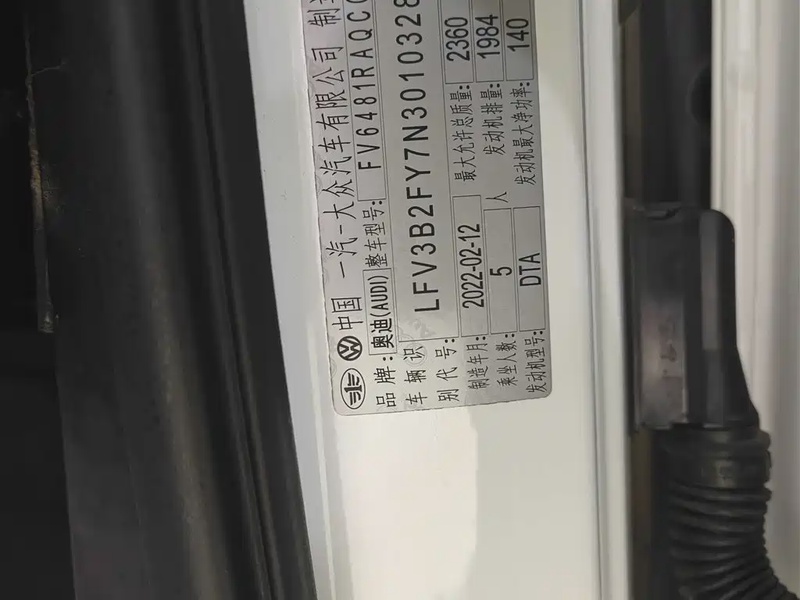 中国 一汽-大众汽车有限公司 制
品牌: 奥迪(AUDI) 整车型号: FV6481RAQC
车辆识别代号: LFV3B2FY7N3010328
制造年月: 2022-02-12 最大允许总质量: 2360
乘坐人数: 5 人 发动机排量: 1984
发动机型号: DTA 发动机最大净功率: 140